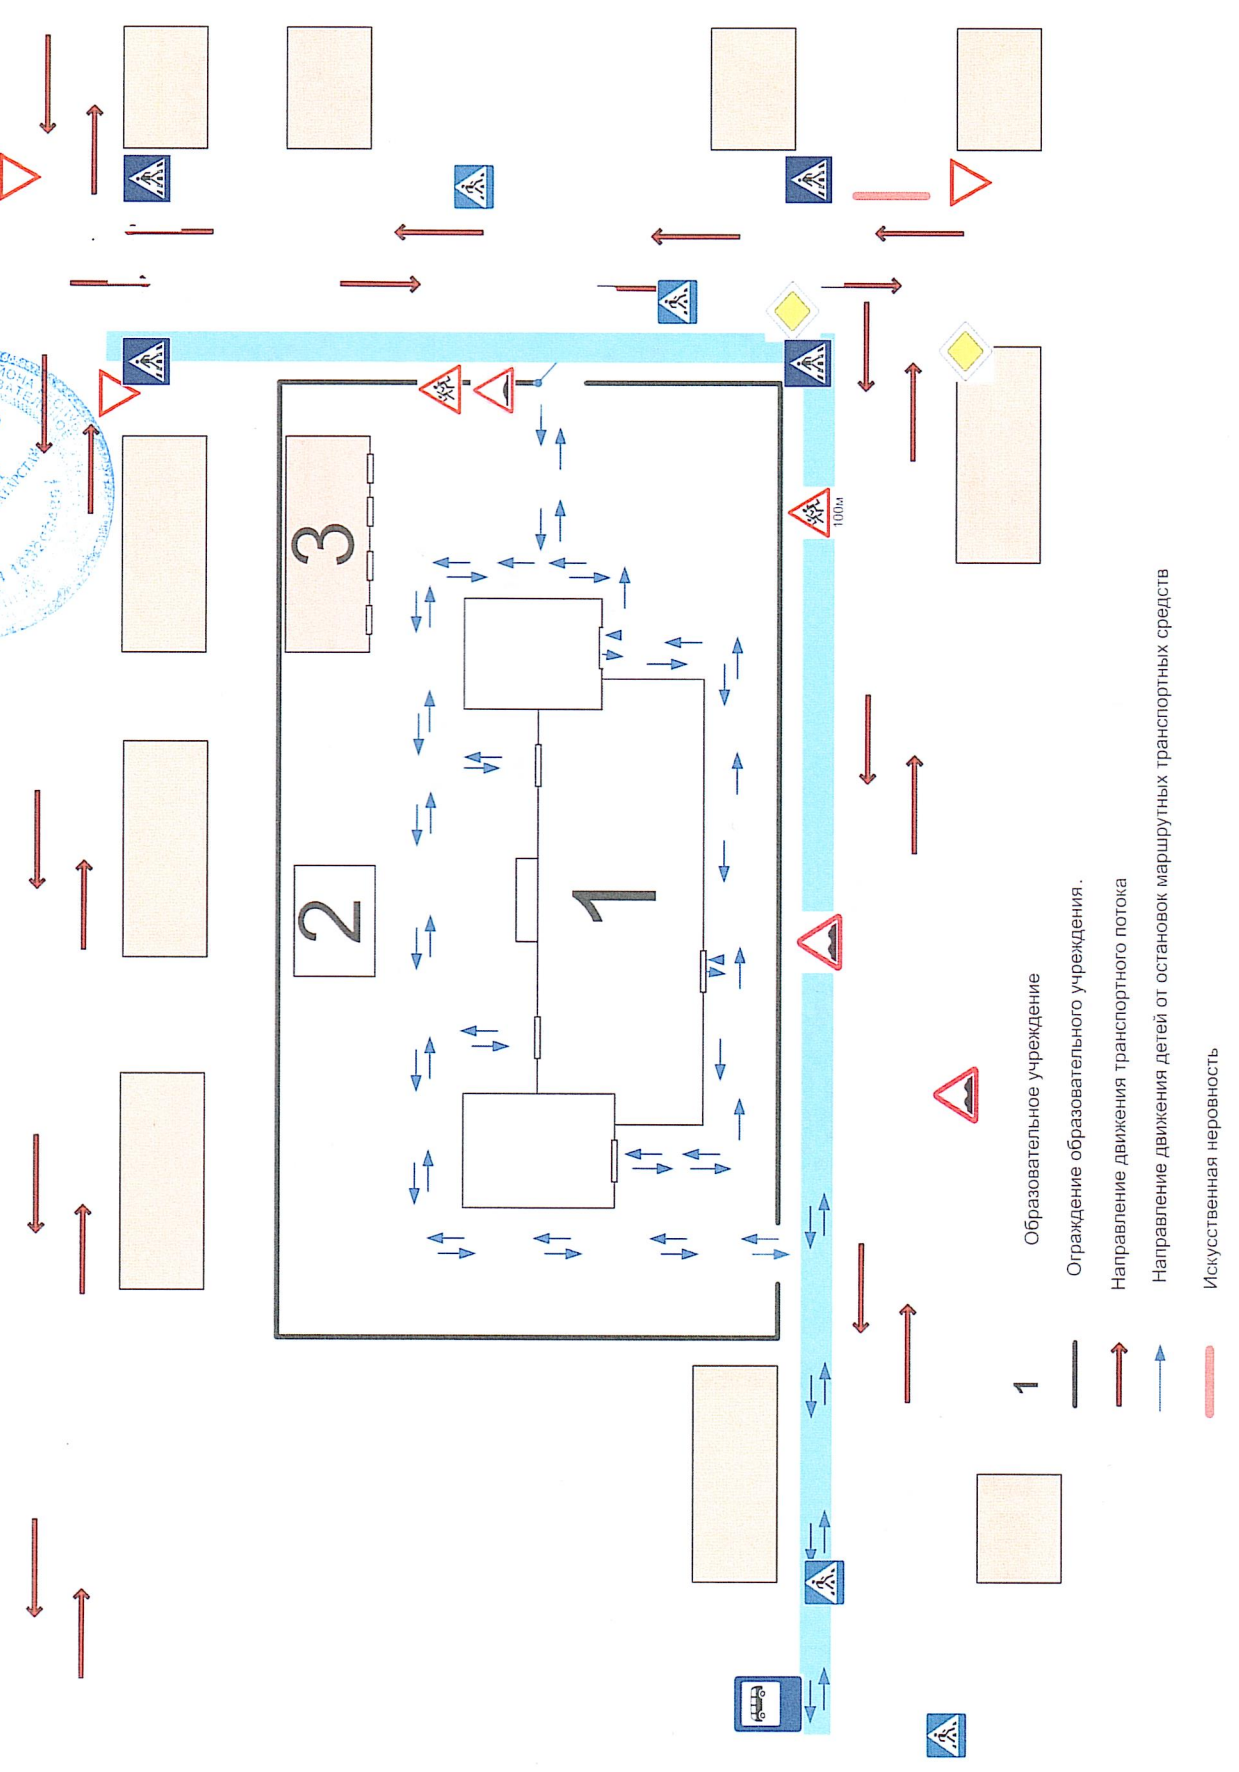 3
2
1
100м
1 Образовательное учреждение
Ограждение образовательного учреждения.
Направление движения транспортного потока
Направление движения детей от остановок маршрутных транспортных средств
Искусственная неровность